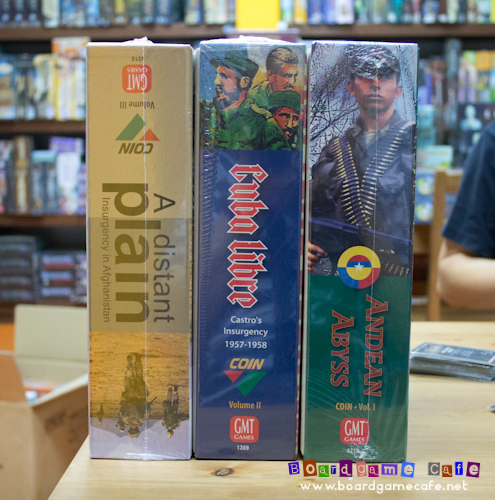 GMT
GAMES
Volume III
COIN
A distant
plain
Insurgency in Afghanistan
Cuba Libre
Castro's
Insurgency
1957-1958
COIN
Volume II
GMT
GAMES
1309
ANDEAN
ABYSS
COIN - Vol. I
GMT
GAMES
Boardgame Cafe
www.boardgamecafe.net